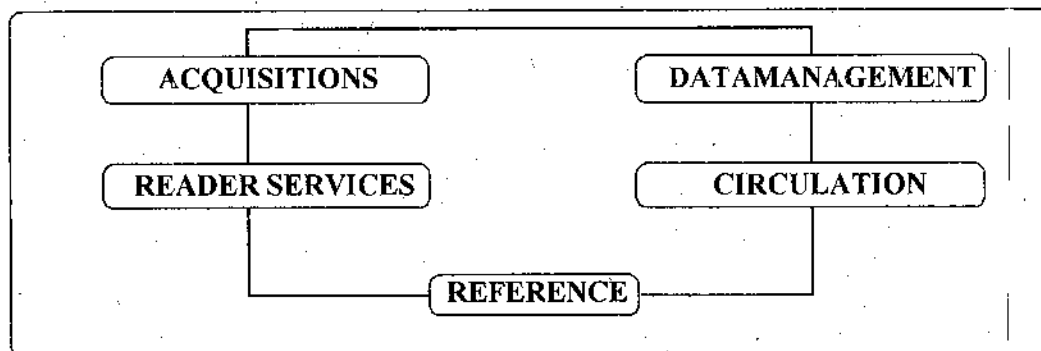 ACQUISITIONS
DATAMANAGEMENT
READER SERVICES
CIRCULATION
REFERENCE